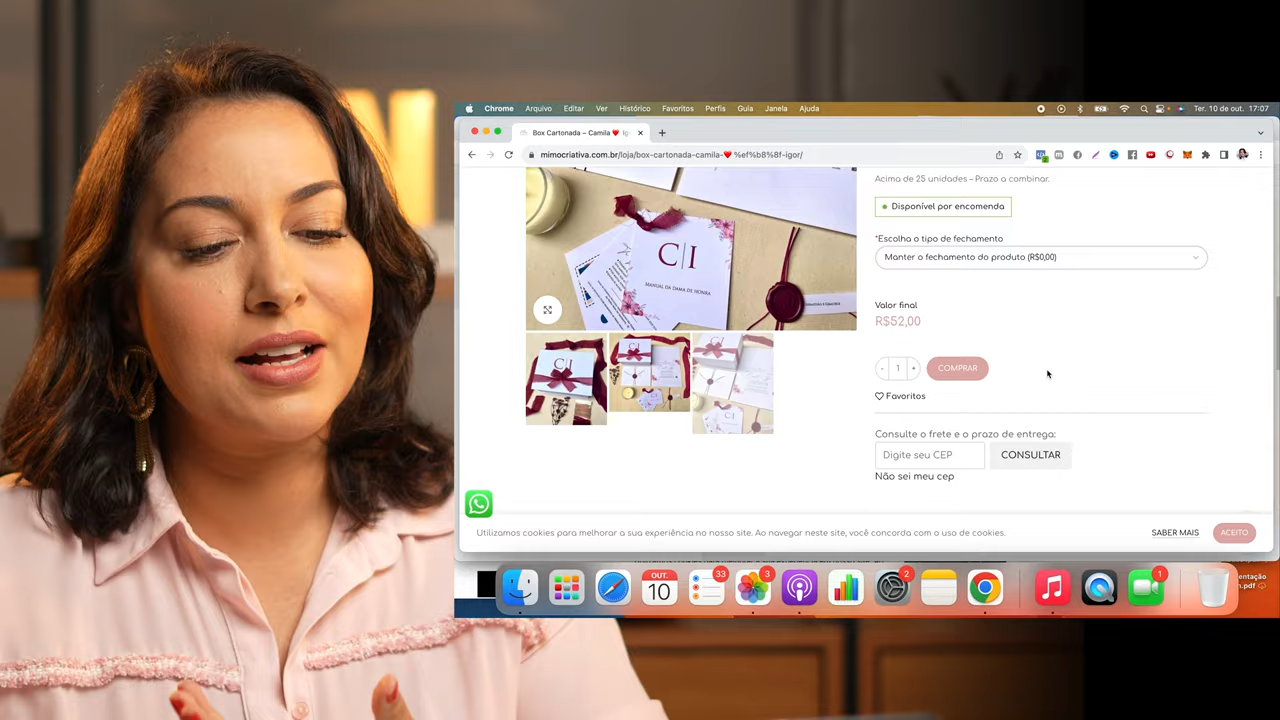 Chrome Arquivo Editar Ver Histórico Favoritos Perfis Guia Janela Ajuda Ter. 10 de out. 17:07
Box Cartonada – Camila ❤️ Ig
mimocriativa.com.br/loja/box-cartonada-camila-❤️%ef%b8%8f-igor/
Acima de 25 unidades – Prazo a combinar.
Disponível por encomenda
*Escolha o tipo de fechamento
Manter o fechamento do produto (R$0,00)
Valor final
R$52,00
- 1 + COMPRAR
Favoritos
Consulte o frete e o prazo de entrega:
Digite seu CEP CONSULTAR
Não sei meu cep
C|I
MANUAL DA DAME DE HONRA
C|I
C|I
C|I
Utilizamos cookies para melhorar a sua experiência no nosso site. Ao navegar neste site, você concorda com o uso de cookies. SABER MAIS ACEITO
OUT.
10
33
3
2
1
entação
n.pdf